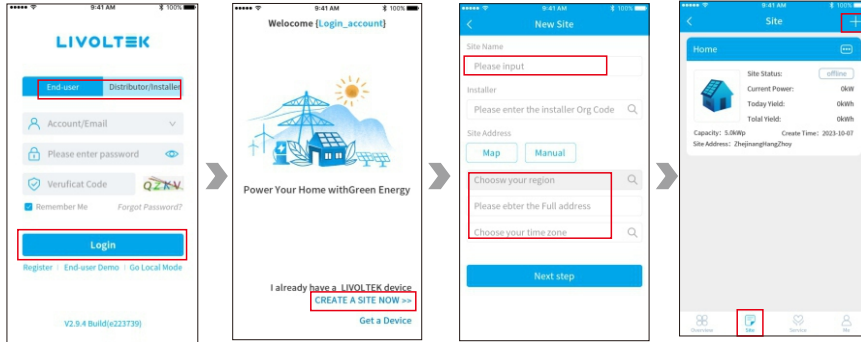 9:41 AM
100%
LIVOLTEK
End-user
Distributor/Installer
Account/Email
Please enter password
Veruficat Code
QZKV.
Remember Me
Forgot Password?
Login
Register | End-user Demo | Go Local Mode
V2.9.4 Build(e223739)
9:41 AM
100%
Welcome {Login_account}
Power Your Home withGreen Energy
I already have a LIVOLTEK device
CREATE A SITE NOW >>
Get a Device
9:41 AM
100%
New Site
Site Name
Please input
Installer
Please enter the installer Org Code
Site Address
Map
Manual
Choosw your region
Please ebter the Full address
Choose your time zone
Next step
9:41 AM
100%
Site
Home
Site Status: offline
Current Power: 0kW
Today Yield: 0kWh
Total Yield: 0kWh
Capacity: 5.0kWp Create Time: 2023-10-07
Site Address: ZhejinangHangZhoy
Overview
Site
Service
Me